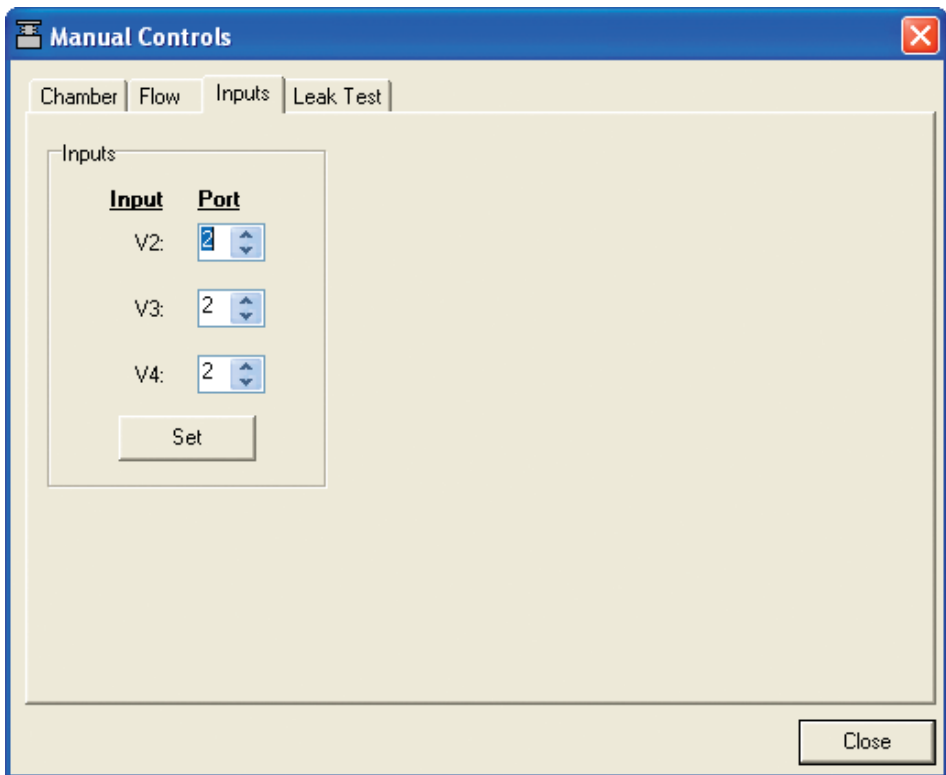 Manual Controls
Chamber Flow Inputs Leak Test
Inputs
Input Port
V2: 2
V3: 2
V4: 2
Set
Close